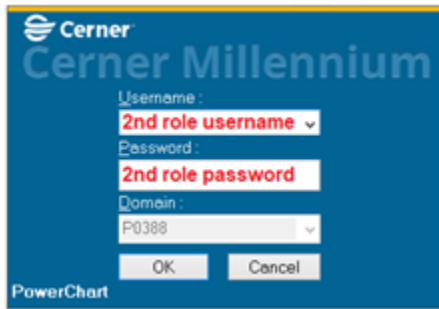 Cerner
Cerner Millennium
Username :
2nd role username
Password :
2nd role password
Domain :
P0388
OK Cancel
PowerChart